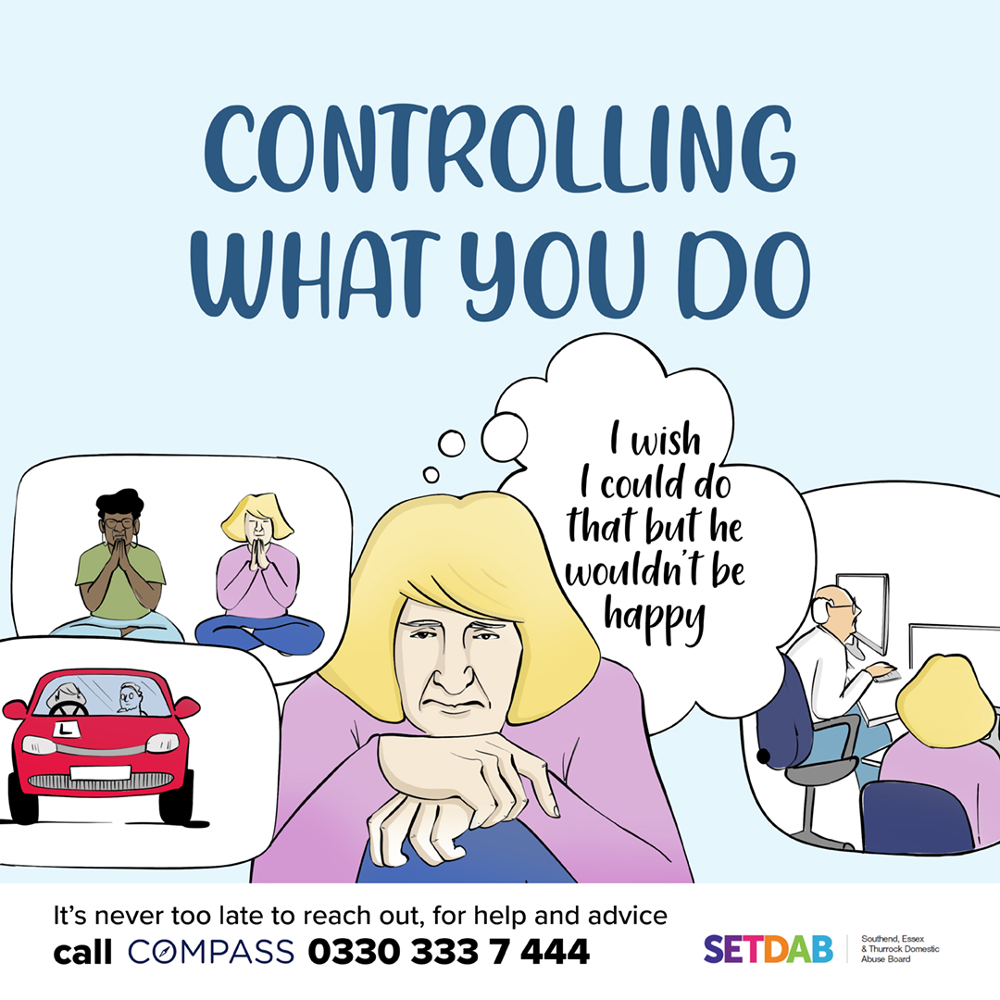 CONTROLLING
WHAT YOU DO
I wish
I could do
that but he
wouldn't be
happy
L
It's never too late to reach out, for help and advice
call COMPASS 0330 333 7 444
SETDAB
Southend, Essex
& Thurrock Domestic
Abuse Board